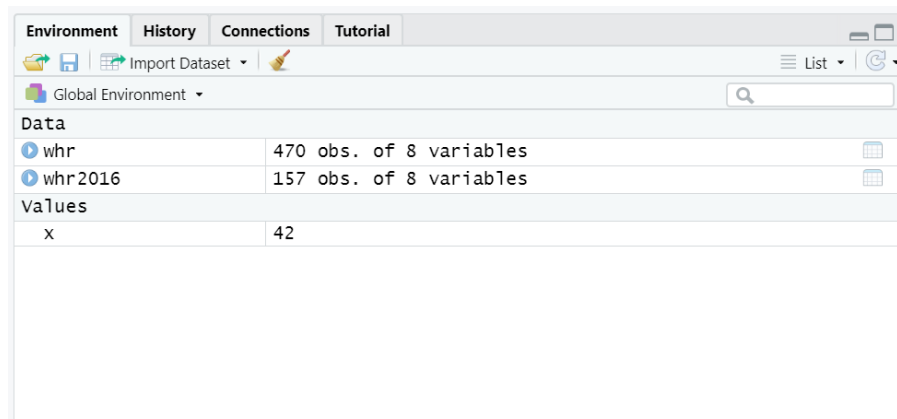 Environment History Connections Tutorial
Import Dataset List
Global Environment
Data
whr 470 obs. of 8 variables
whr2016 157 obs. of 8 variables
Values
x 42